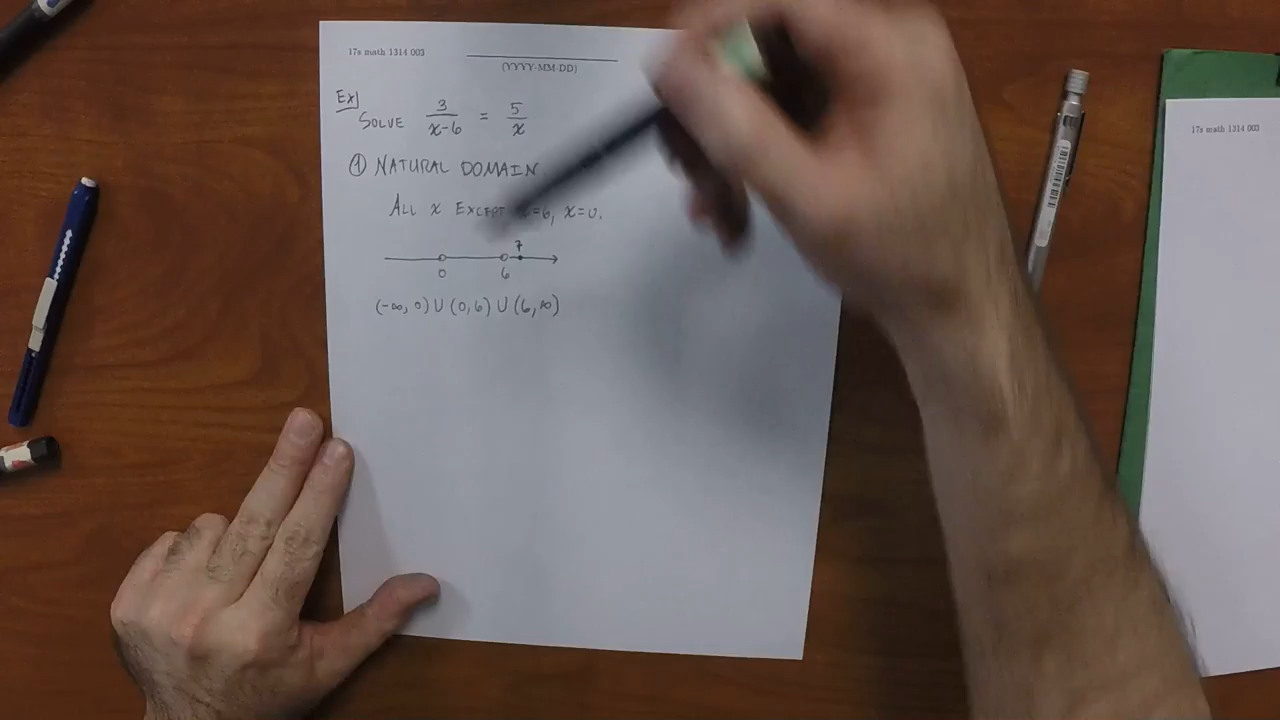 17s math 1314 003
(YYYY-MM-DD)
Ex|
SOLVE 3/(x-6) = 5/x
① NATURAL DOMAIN
ALL x EXCEPT x=6, x=0.
7
0 6
(-∞, 0) ∪ (0, 6) ∪ (6, ∞)
17s math 1314 003